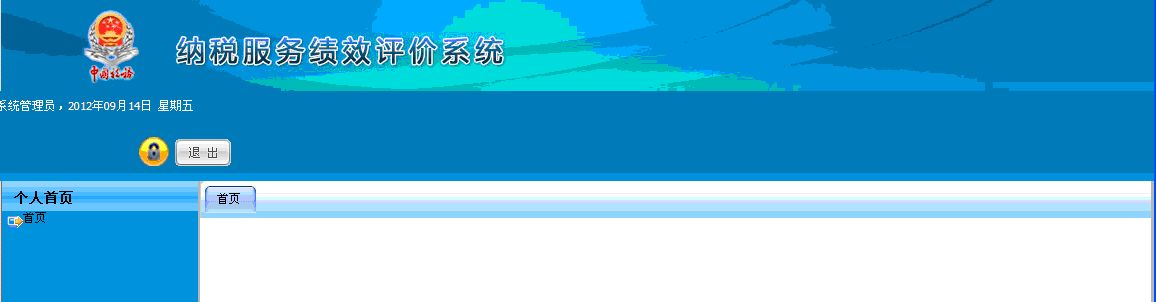 纳税服务绩效评价系统
中国税务
系统管理员，2012年09月14日 星期五
退 出
个人首页
首页
首页